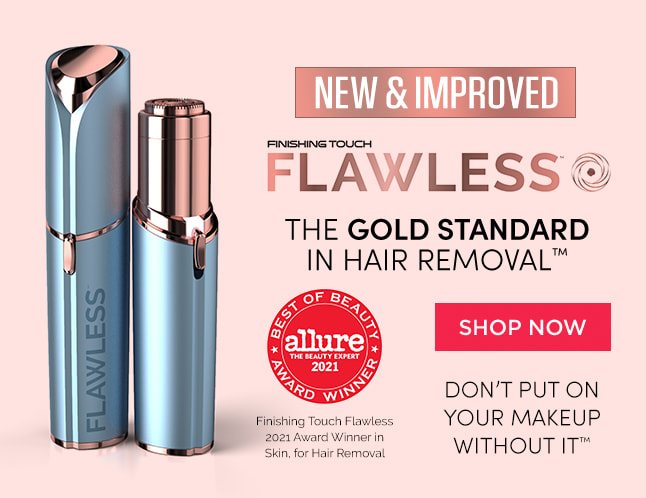 NEW & IMPROVED
FINISHING TOUCH
FLAWLESS™
THE GOLD STANDARD
IN HAIR REMOVAL™
BEST OF BEAUTY
allure
THE BEAUTY EXPERT
2021
AWARD WINNER
SHOP NOW
Finishing Touch Flawless
2021 Award Winner in
Skin, for Hair Removal
DON'T PUT ON
YOUR MAKEUP
WITHOUT IT™
FLAWLESS™